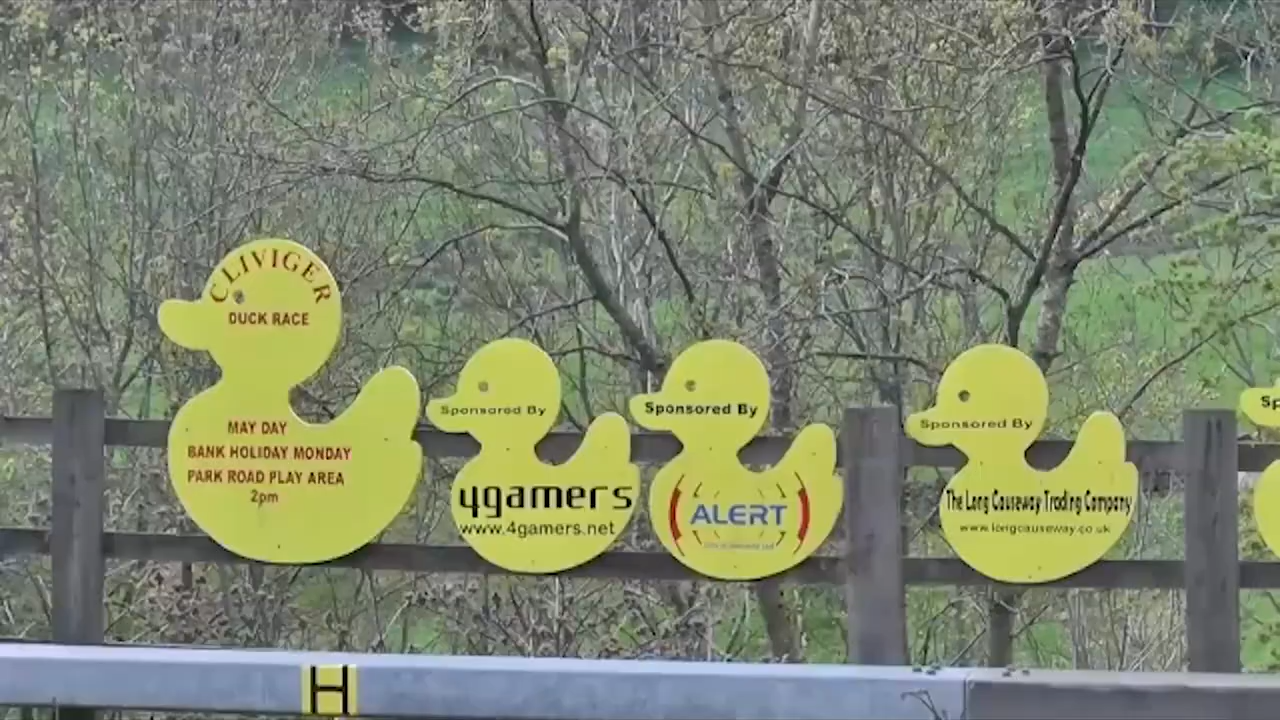 CLIVIGER
DUCK RACE
MAY DAY
BANK HOLIDAY MONDAY
PARK ROAD PLAY AREA
2pm
Sponsored By
4gamers
www.4gamers.net
Sponsored By
ALERT
Sponsored By
The Long Causeway Trading Company
www.longcauseway.co.uk
Sp
H